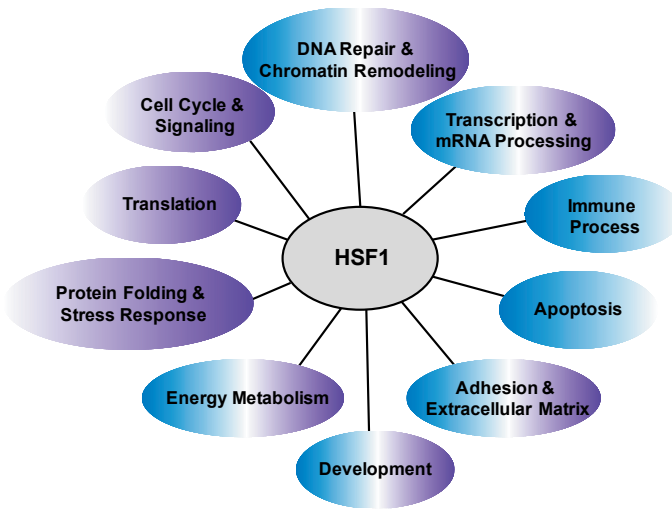 DNA Repair &
Chromatin Remodeling
Cell Cycle &
Signaling
Transcription &
mRNA Processing
Translation
Immune
Process
HSF1
Protein Folding &
Stress Response
Apoptosis
Energy Metabolism
Adhesion &
Extracellular Matrix
Development